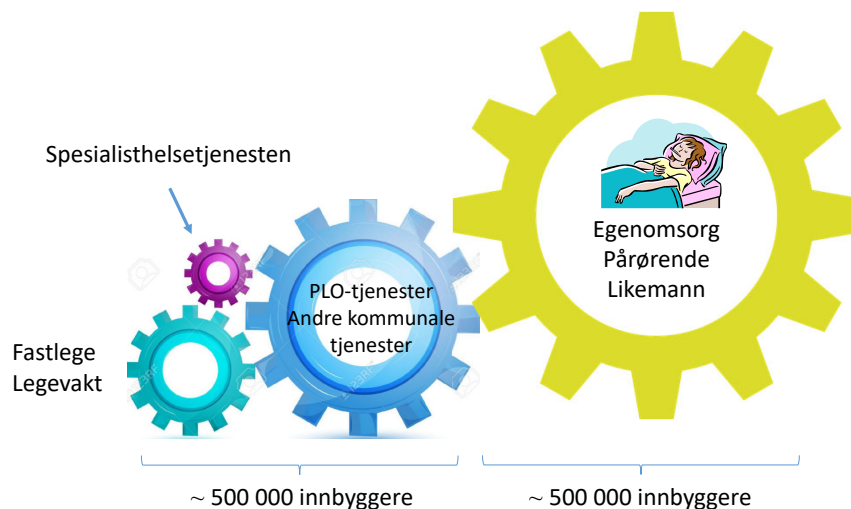 Spesialisthelsetjenesten
Egenomsorg
Pårørende
Likemann
PLO-tjenester
Andre kommunale
tjenester
Fastlege
Legevakt
~ 500 000 innbyggere
~ 500 000 innbyggere